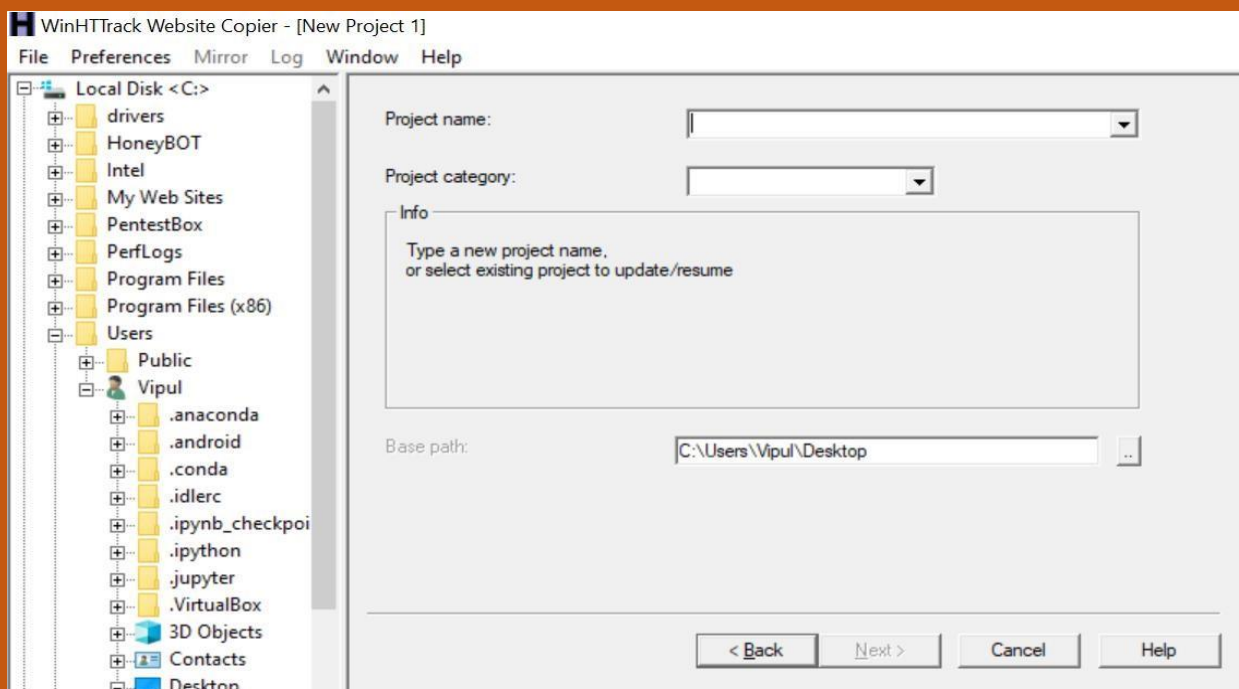 WinHTTrack Website Copier - [New Project 1]
File Preferences Mirror Log Window Help
Local Disk <C:>
drivers
HoneyBOT
Intel
My Web Sites
PentestBox
PerfLogs
Program Files
Program Files (x86)
Users
Public
Vipul
.anaconda
.android
.conda
.idlerc
.ipynb_checkpoi
.ipython
.jupyter
.VirtualBox
3D Objects
Contacts
Desktop
Project name:
Project category:
Info
Type a new project name,
or select existing project to update/resume
Base path: C:\Users\Vipul\Desktop ..
< Back Next > Cancel Help